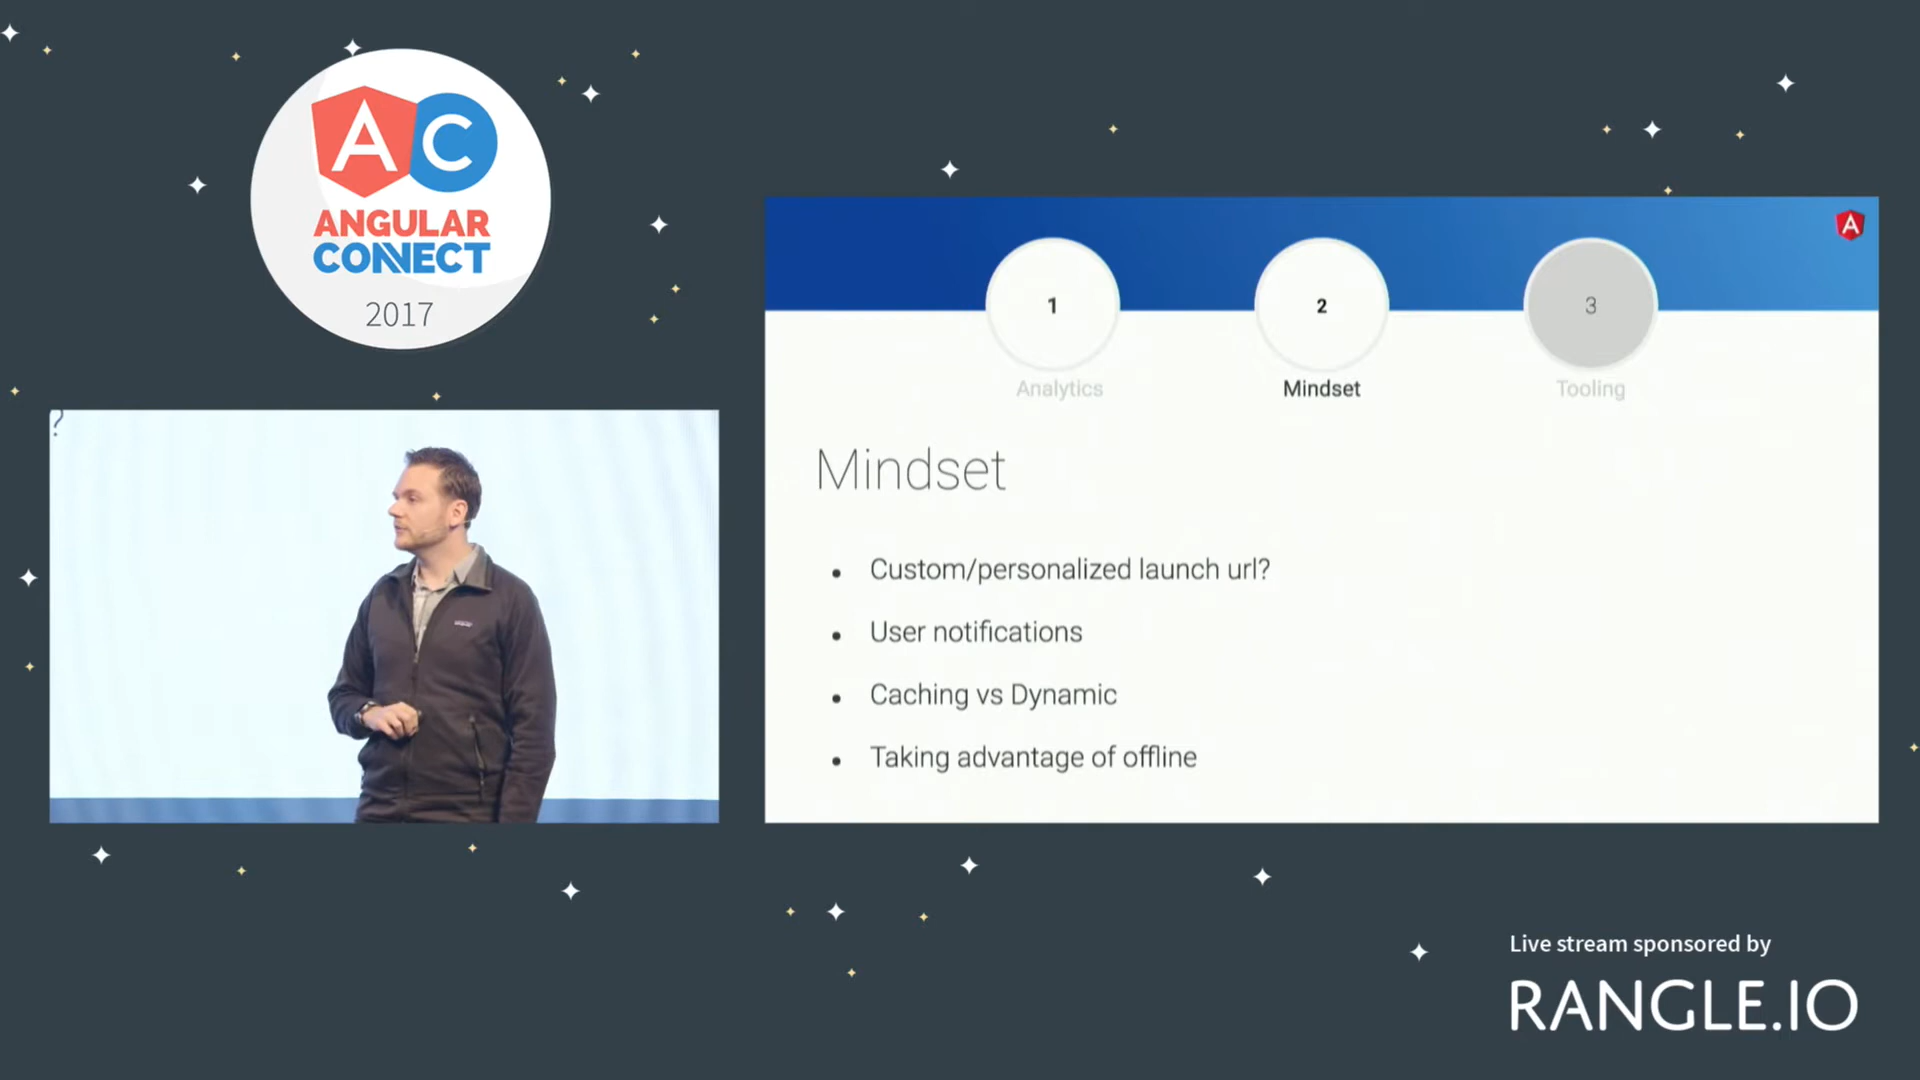 AC
ANGULAR
CONNECT
2017
?
A
1
2
3
Analytics
Mindset
Tooling
Mindset
• Custom/personalized launch url?
• User notifications
• Caching vs Dynamic
• Taking advantage of offline
Live stream sponsored by
RANGLE.IO